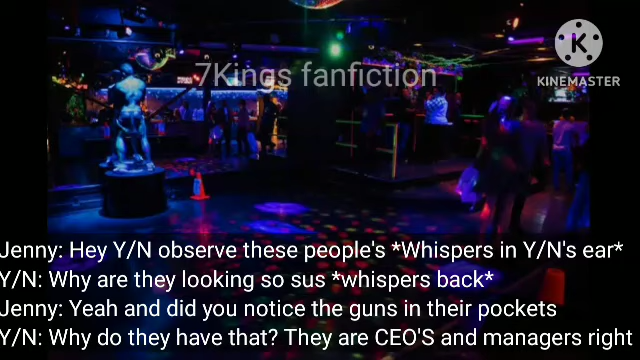 7Kings fanfiction
KINEMASTER
Jenny: Hey Y/N observe these people's *Whispers in Y/N's ear*
Y/N: Why are they looking so sus *whispers back*
Jenny: Yeah and did you notice the guns in their pockets
Y/N: Why do they have that? They are CEO'S and managers right